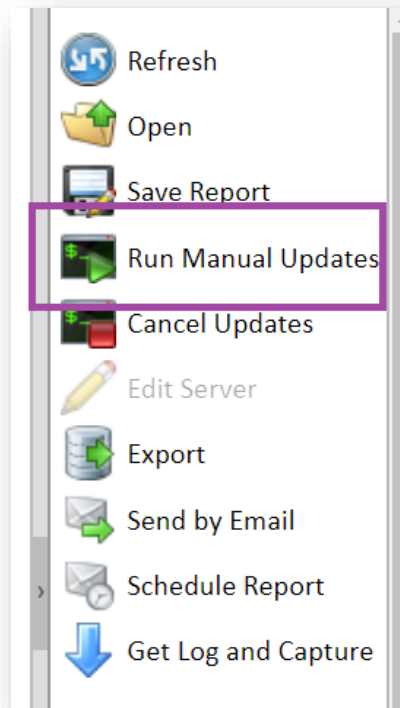 Refresh
Open
Save Report
Run Manual Updates
Cancel Updates
Edit Server
Export
Send by Email
Schedule Report
Get Log and Capture